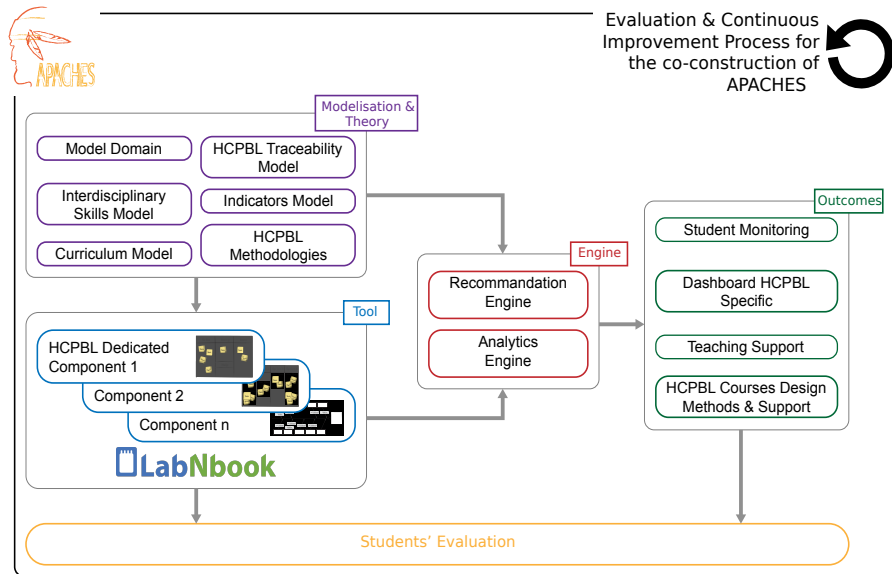 APACHES
Evaluation & Continuous
Improvement Process for
the co-construction of
APACHES
Modelisation &
Theory
Model Domain
HCPBL Traceability
Model
Interdisciplinary
Skills Model
Indicators Model
Curriculum Model
HCPBL
Methodologies
Tool
HCPBL Dedicated
Component 1
Component 2
Component n
LabNbook
Engine
Recommandation
Engine
Analytics
Engine
Outcomes
Student Monitoring
Dashboard HCPBL
Specific
Teaching Support
HCPBL Courses Design
Methods & Support
Students’ Evaluation